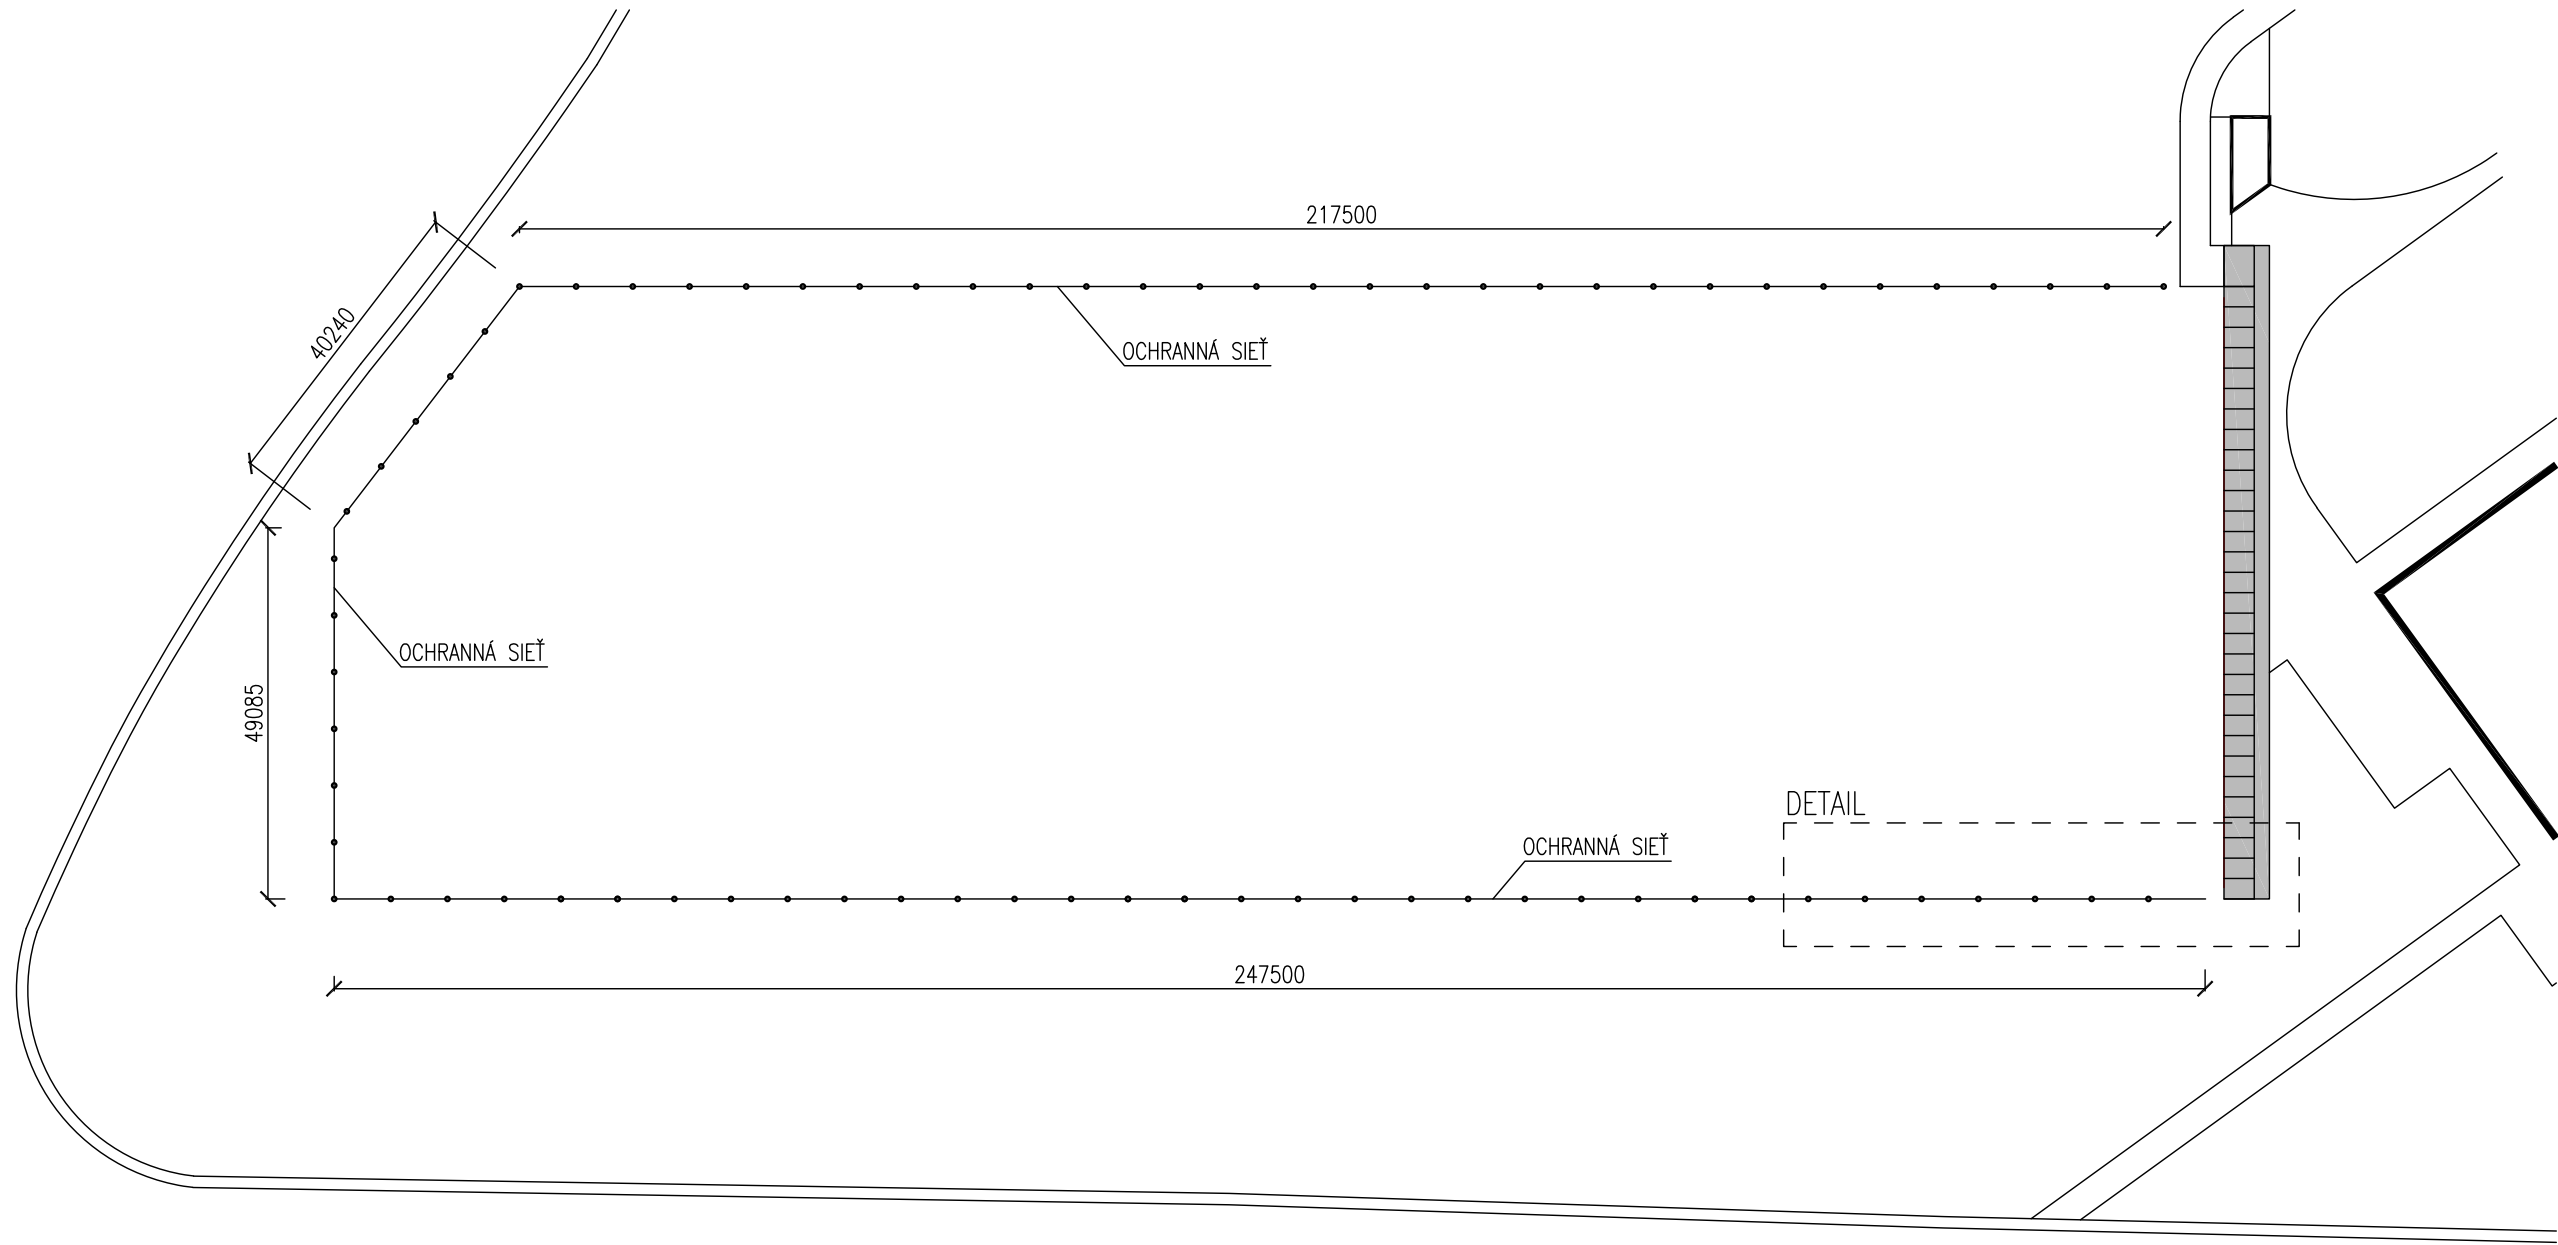 217500
40240
OCHRANNÁ SIEŤ
OCHRANNÁ SIEŤ
49085
DETAIL
OCHRANNÁ SIEŤ
247500